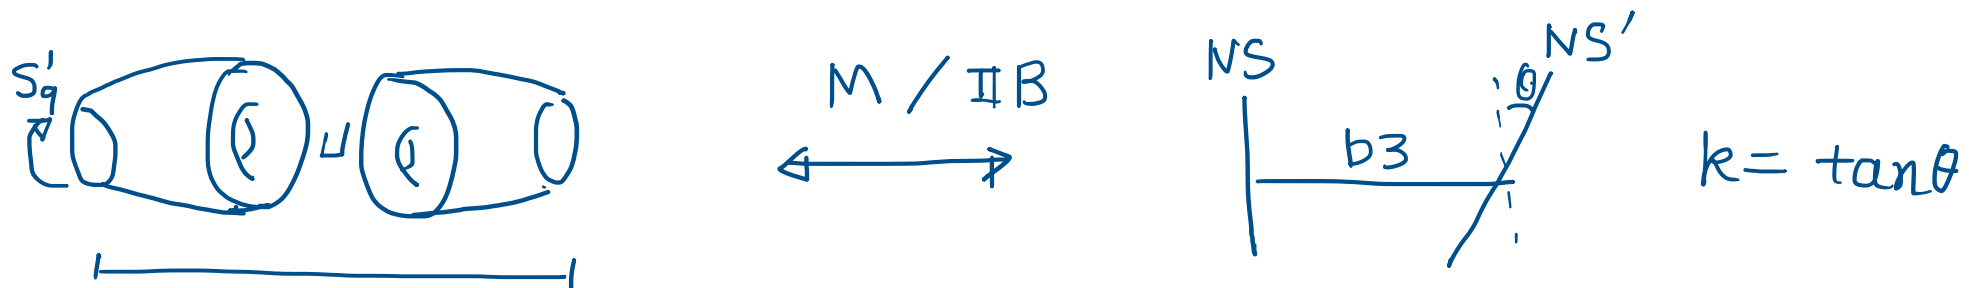 S'q
∪
M / IIB
NS
NS'
θ
b3
k = tanθ